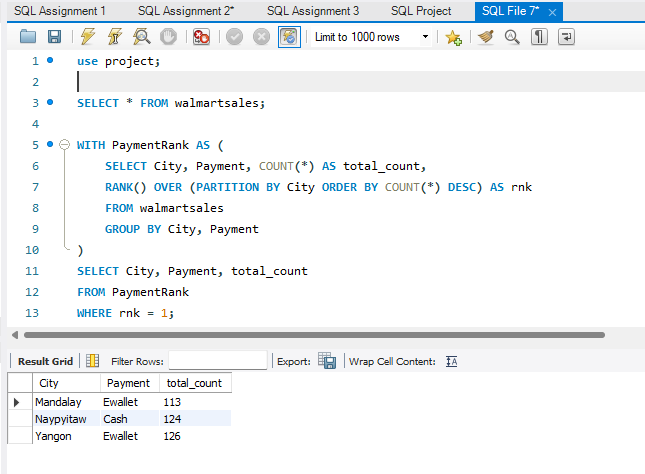 SQL Assignment 1 SQL Assignment 2* SQL Assignment 3 SQL Project SQL File 7* ×
Limit to 1000 rows
1 use project;
2
3 SELECT * FROM walmartsales;
4
5 WITH PaymentRank AS (
6 SELECT City, Payment, COUNT(*) AS total_count,
7 RANK() OVER (PARTITION BY City ORDER BY COUNT(*) DESC) AS rnk
8 FROM walmartsales
9 GROUP BY City, Payment
10 )
11 SELECT City, Payment, total_count
12 FROM PaymentRank
13 WHERE rnk = 1;
Result Grid Filter Rows: Export: Wrap Cell Content: IA
City Payment total_count
Mandalay Ewallet 113
Naypyitaw Cash 124
Yangon Ewallet 126